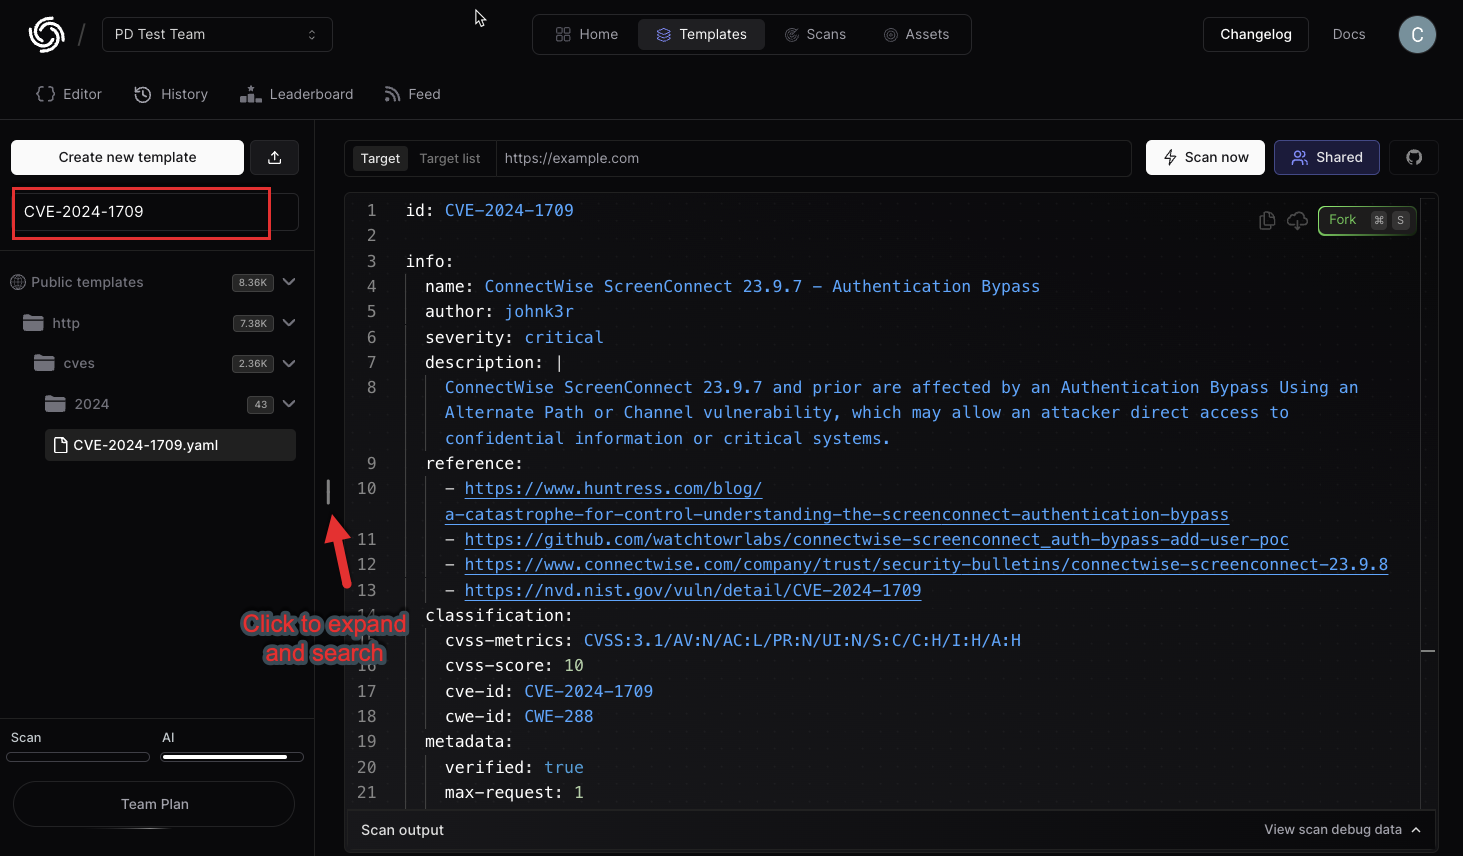 PD Test Team
Home
Templates
Scans
Assets
Changelog
Docs
C
Editor
History
Leaderboard
Feed
Create new template
CVE-2024-1709
Public templates 8.36K
http 7.38K
cves 2.36K
2024 43
CVE-2024-1709.yaml
Click to expand
and search
Scan
AI
Team Plan
Target
Target list
https://example.com
Scan now
Shared
Fork ⌘ S
1 id: CVE-2024-1709
2
3 info:
4 name: ConnectWise ScreenConnect 23.9.7 - Authentication Bypass
5 author: johnk3r
6 severity: critical
7 description: |
8 ConnectWise ScreenConnect 23.9.7 and prior are affected by an Authentication Bypass Using an
Alternate Path or Channel vulnerability, which may allow an attacker direct access to
confidential information or critical systems.
9 reference:
10 - https://www.huntress.com/blog/
a-catastrophe-for-control-understanding-the-screenconnect-authentication-bypass
11 - https://github.com/watchtowrlabs/connectwise-screenconnect_auth-bypass-add-user-poc
12 - https://www.connectwise.com/company/trust/security-bulletins/connectwise-screenconnect-23.9.8
13 - https://nvd.nist.gov/vuln/detail/CVE-2024-1709
14 classification:
cvss-metrics: CVSS:3.1/AV:N/AC:L/PR:N/UI:N/S:C/C:H/I:H/A:H
16 cvss-score: 10
17 cve-id: CVE-2024-1709
18 cwe-id: CWE-288
19 metadata:
20 verified: true
21 max-request: 1
Scan output
View scan debug data